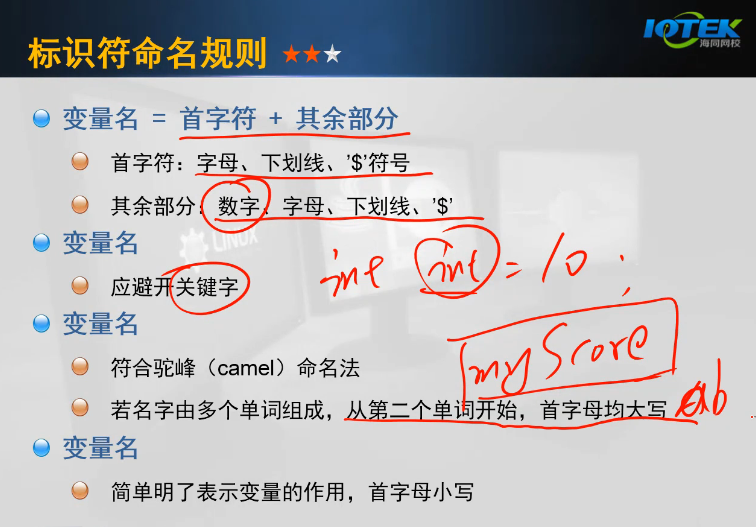 标识符命名规则
IOTEK
海同网校
变量名 = 首字符 + 其余部分
首字符：字母、下划线、'$'符号
其余部分：数字、字母、下划线、'$'
LINUX
变量名
int int = 10 ;
应避开关键字
变量名
myScore
符合驼峰（camel）命名法
若名字由多个单词组成，从第二个单词开始，首字母均大写
ab
变量名
简单明了表示变量的作用，首字母小写